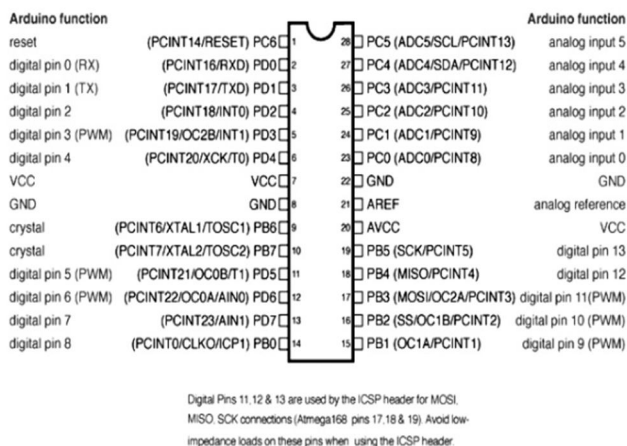 Arduino function Arduino function
reset (PCINT14/RESET) PC6 1 28 PC5 (ADC5/SCL/PCINT13) analog input 5
digital pin 0 (RX) (PCINT16/RXD) PD0 2 27 PC4 (ADC4/SDA/PCINT12) analog input 4
digital pin 1 (TX) (PCINT17/TXD) PD1 3 26 PC3 (ADC3/PCINT11) analog input 3
digital pin 2 (PCINT18/INT0) PD2 4 25 PC2 (ADC2/PCINT10) analog input 2
digital pin 3 (PWM) (PCINT19/OC2B/INT1) PD3 5 24 PC1 (ADC1/PCINT9) analog input 1
digital pin 4 (PCINT20/XCK/T0) PD4 6 23 PC0 (ADC0/PCINT8) analog input 0
VCC VCC 7 22 GND GND
GND GND 8 21 AREF analog reference
crystal (PCINT6/XTAL1/TOSC1) PB6 9 20 AVCC VCC
crystal (PCINT7/XTAL2/TOSC2) PB7 10 19 PB5 (SCK/PCINT5) digital pin 13
digital pin 5 (PWM) (PCINT21/OC0B/T1) PD5 11 18 PB4 (MISO/PCINT4) digital pin 12
digital pin 6 (PWM) (PCINT22/OC0A/AIN0) PD6 12 17 PB3 (MOSI/OC2A/PCINT3) digital pin 11(PWM)
digital pin 7 (PCINT23/AIN1) PD7 13 16 PB2 (SS/OC1B/PCINT2) digital pin 10 (PWM)
digital pin 8 (PCINT0/CLKO/ICP1) PB0 14 15 PB1 (OC1A/PCINT1) digital pin 9 (PWM)
Digital Pins 11,12 & 13 are used by the ICSP header for MOSI,
MISO, SCK connections (Atmega168 pins 17,18 & 19). Avoid low-
impedance loads on these pins when using the ICSP header.